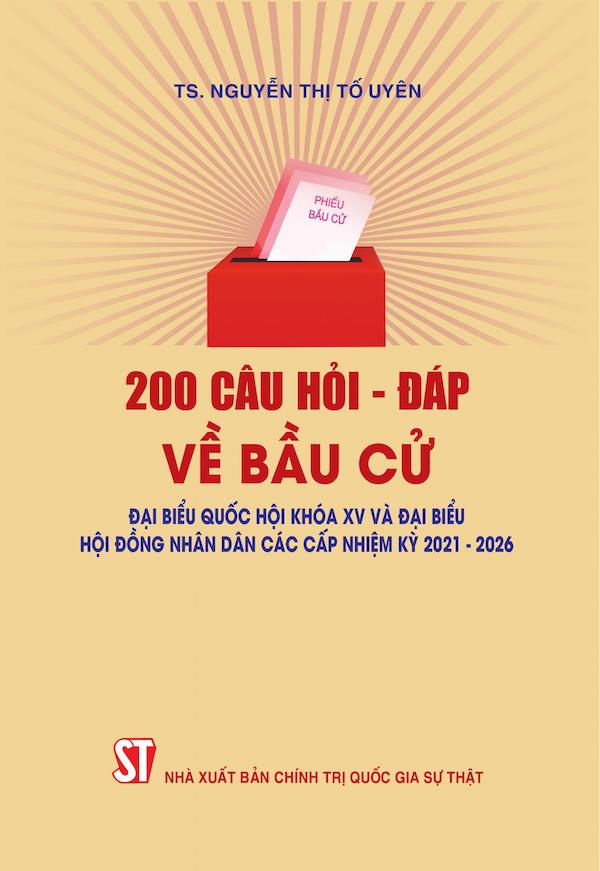 TS. NGUYỄN THỊ TỐ UYÊN
PHIẾU
BẦU CỬ
200 CÂU HỎI - ĐÁP
VỀ BẦU CỬ
ĐẠI BIỂU QUỐC HỘI KHÓA XV VÀ ĐẠI BIỂU
HỘI ĐỒNG NHÂN DÂN CÁC CẤP NHIỆM KỲ 2021 - 2026
ST
NHÀ XUẤT BẢN CHÍNH TRỊ QUỐC GIA SỰ THẬT